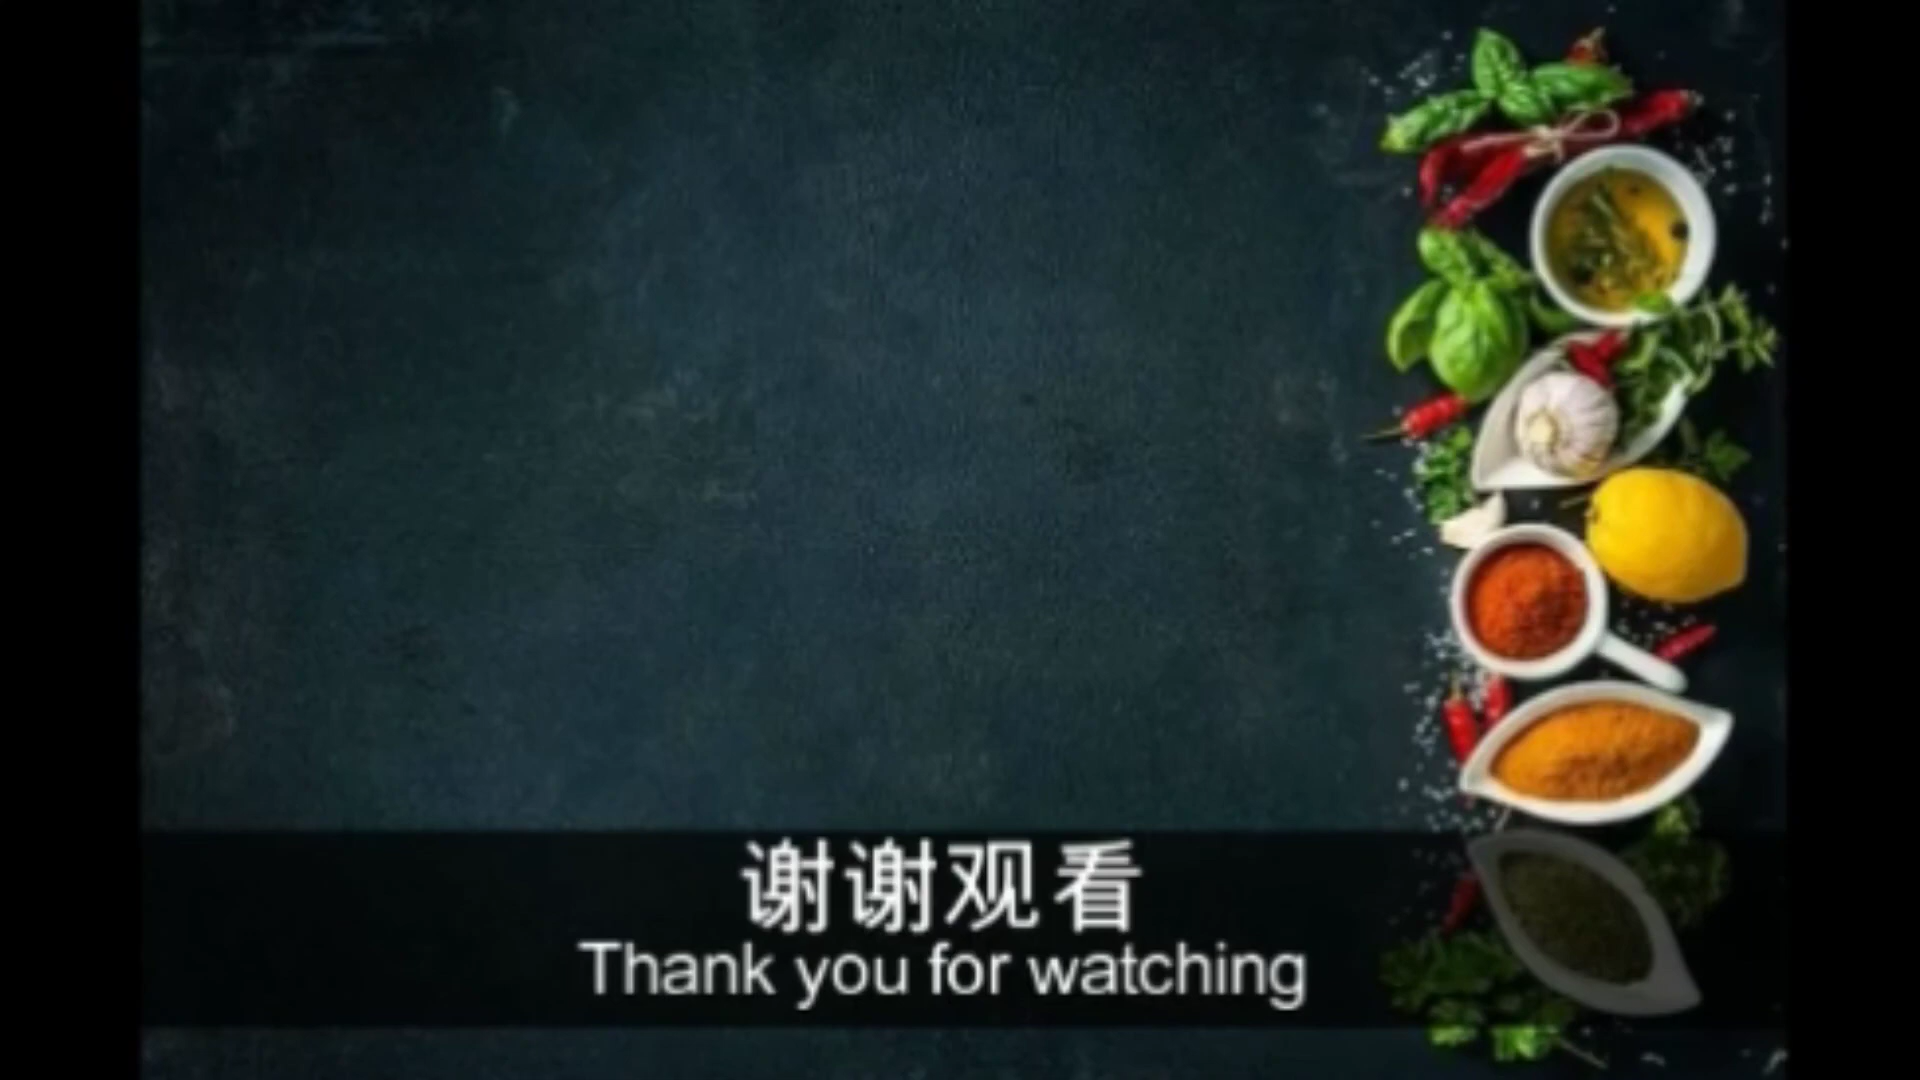 谢谢观看
Thank you for watching